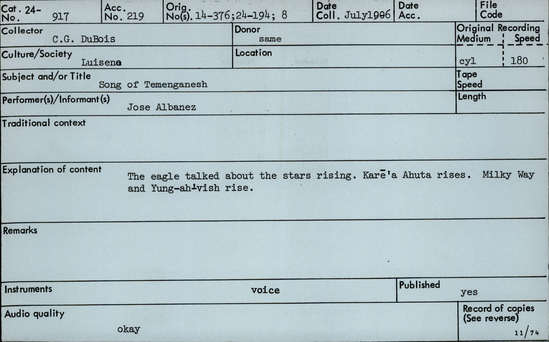 Cat. 24- Acc. Orig. Date Date File
No. 917 No. 219 No(s). 14-376;24-194; 8 Coll. July1906 Acc. Code
Collector Donor Original Recording
C.G. DuBois same Medium Speed
Culture/Society Location
Luiseno cyl 180
Subject and/or Title Tape
Song of Temenganesh Speed
Performer(s)/Informant(s) Length
Jose Albanez
Traditional context
Explanation of content The eagle talked about the stars rising. Karē'a Ahuta rises. Milky Way
and Yung-ah-vish rise.
Remarks
Instruments voice Published yes
Audio quality Record of copies
(See reverse)
okay 11/74